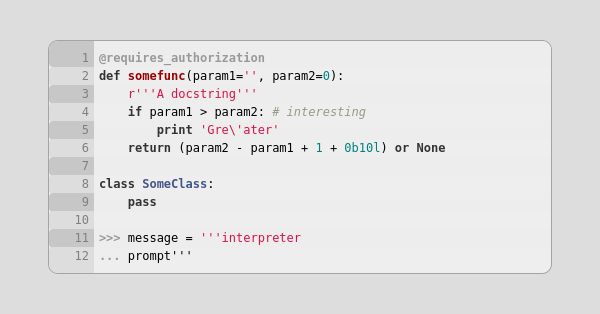 1 @requires_authorization
2 def somefunc(param1='', param2=0):
3     r'''A docstring'''
4     if param1 > param2: # interesting
5         print 'Gre\'ater'
6     return (param2 - param1 + 1 + 0b10l) or None
7
8 class SomeClass:
9     pass
10
11 >>> message = '''interpreter
12 ... prompt'''